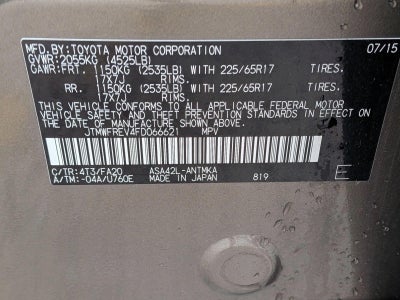 MFD.BY:TOYOTA MOTOR CORPORATION 07/15
GVWR:2055KG (4525LB)
GAWR:FRT. 1150KG (2535LB) WITH 225/65R17 TIRES.
17X7J RIMS
RR. 1150KG (2535LB) WITH 225/65R17 TIRES.
17X7J RIMS
THIS VEHICLE CONFORMS TO ALL APPLICABLE FEDERAL MOTOR
VEHICLE SAFETY AND THEFT PREVENTION STANDARDS IN EFFECT ON THE
DATE OF MANUFACTURE SHOWN ABOVE.
JTMWFREV4FD066621 MPV
C/TR:4T3/FA20 ASA42L-ANTMKA
A/TM:-04A/U760E MADE IN JAPAN 819 E